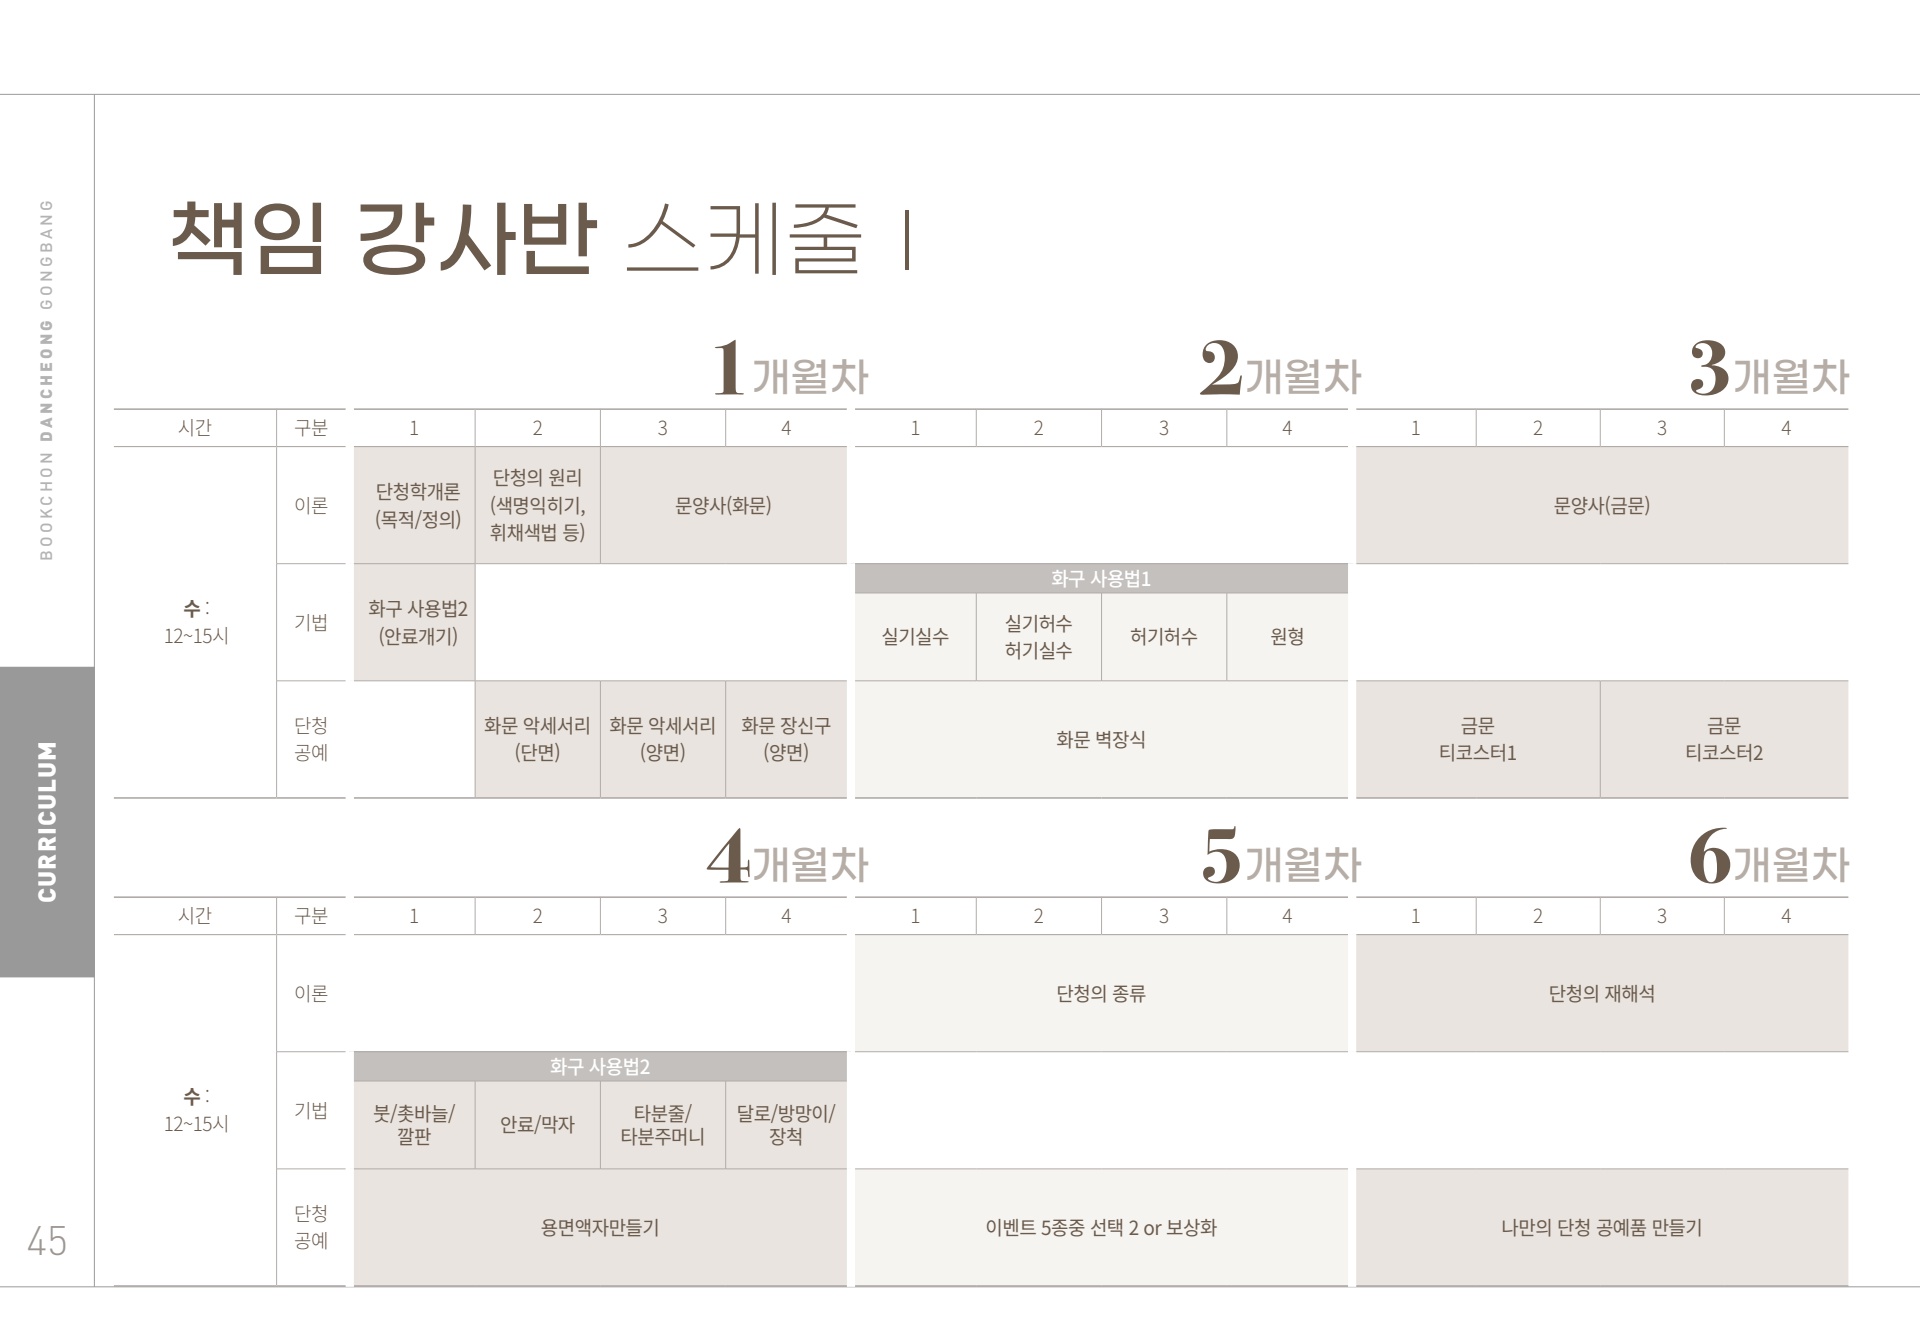 BOOKCHON DANCHEONG GONGBANG
CURRICULUM
45
책임 강사반 스케줄 I
1개월차 2개월차 3개월차
시간 구분 1 2 3 4 1 2 3 4 1 2 3 4
수 :
12~15시
이론
단청학개론
(목적/정의)
단청의 원리
(색명익히기,
휘채색법 등)
문양사(화문)
문양사(금문)
기법
화구 사용법2
(안료개기)
화구 사용법1
실기실수
실기허수
허기실수
허기허수
원형
단청
공예
화문 악세서리
(단면)
화문 악세서리
(양면)
화문 장신구
(양면)
화문 벽장식
금문
티코스터1
금문
티코스터2
4개월차 5개월차 6개월차
시간 구분 1 2 3 4 1 2 3 4 1 2 3 4
수 :
12~15시
이론
단청의 종류
단청의 재해석
기법
화구 사용법2
붓/촛바늘/
깔판
안료/막자
타분줄/
타분주머니
달로/방망이/
장척
단청
공예
용면액자만들기
이벤트 5종중 선택 2 or 보상화
나만의 단청 공예품 만들기